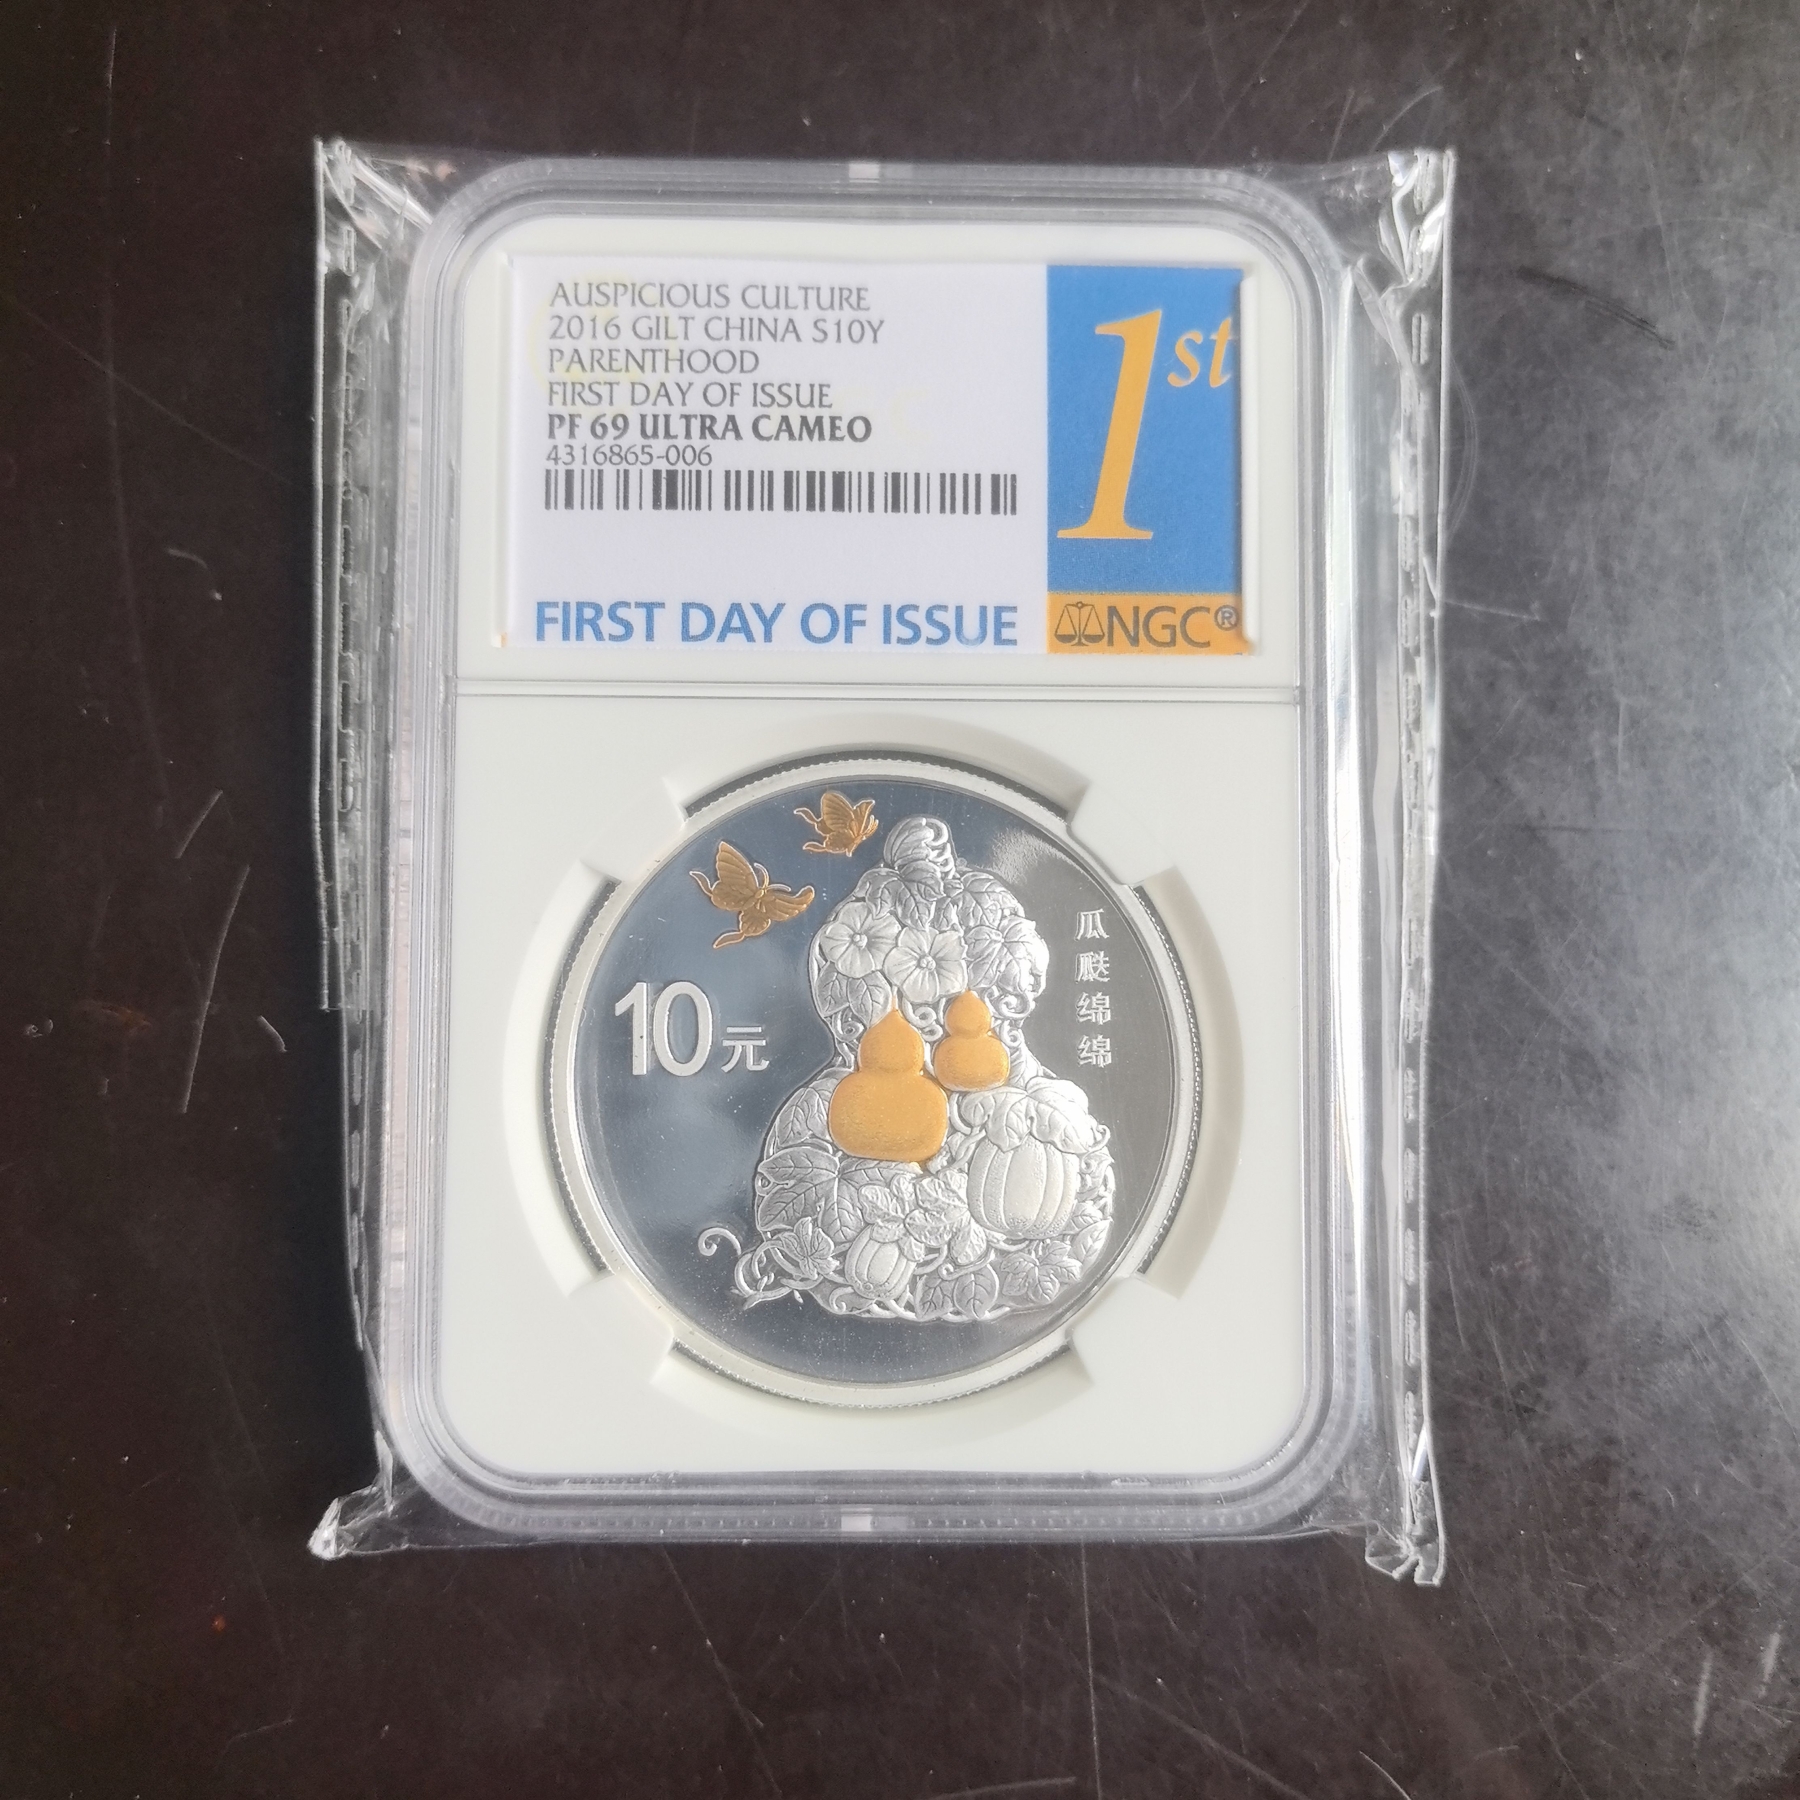 AUSPICIOUS CULTURE
2016 GILT CHINA S10Y
PARENTHOOD
FIRST DAY OF ISSUE
PF 69 ULTRA CAMEO
4316865-006
FIRST DAY OF ISSUE
1st
NGC®
10元
瓜瓞绵绵